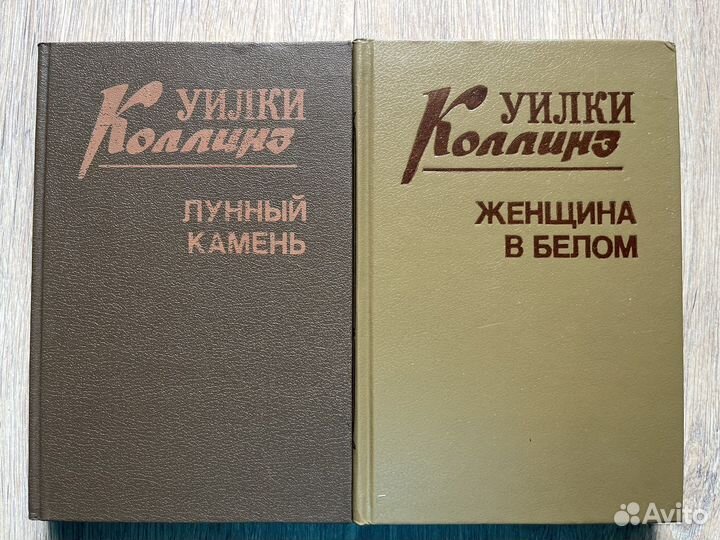 УИЛКИ
Коллинз
ЛУННЫЙ
КАМЕНЬ
УИЛКИ
Коллинз
ЖЕНЩИНА
В БЕЛОМ
Avito